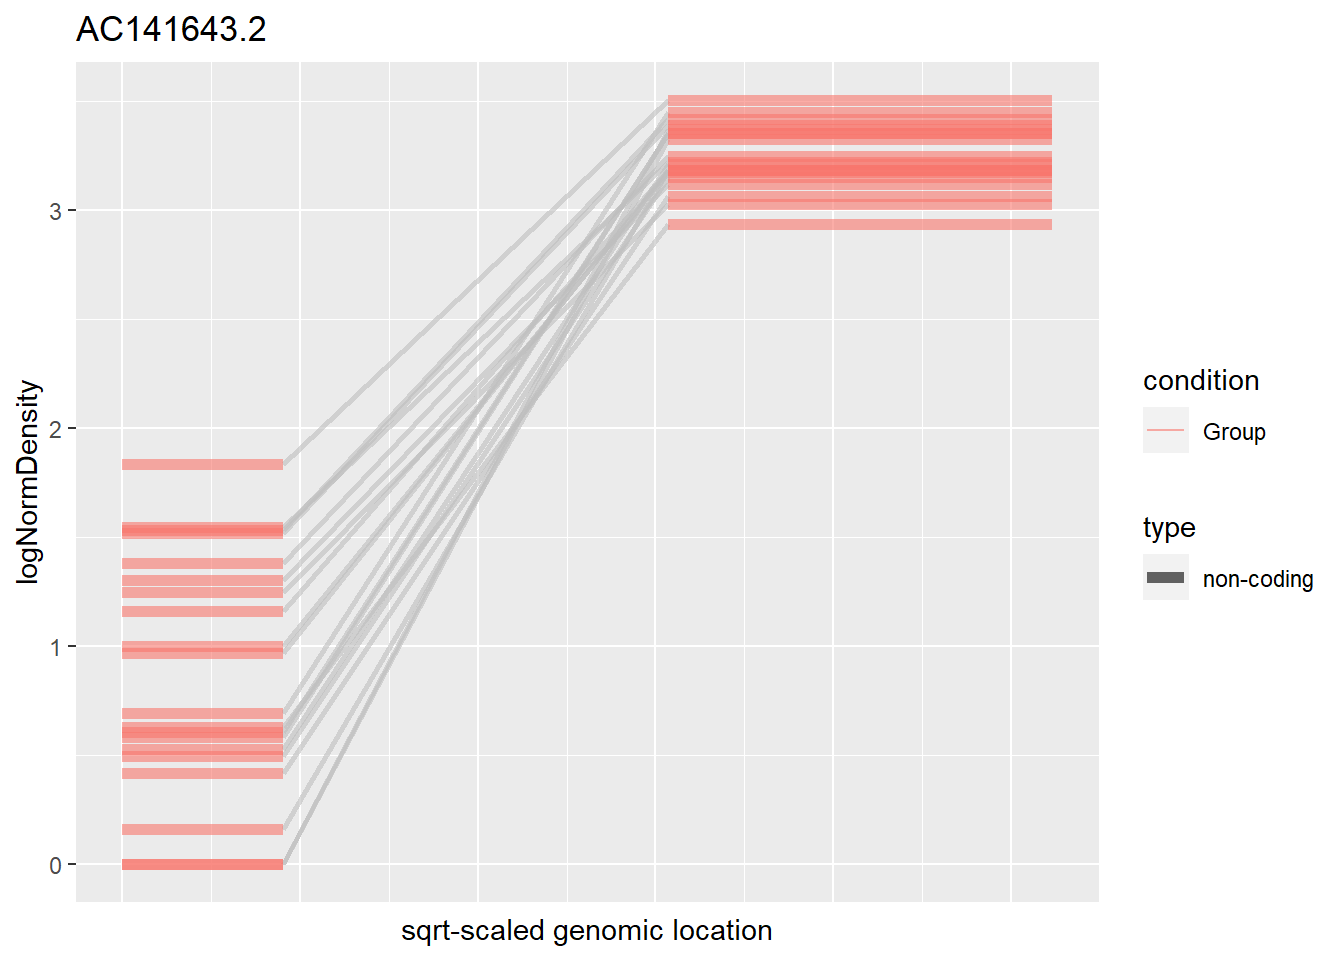 AC141643.2
3
2
1
0
logNormDensity
sqrt-scaled genomic location
condition
Group
type
non-coding